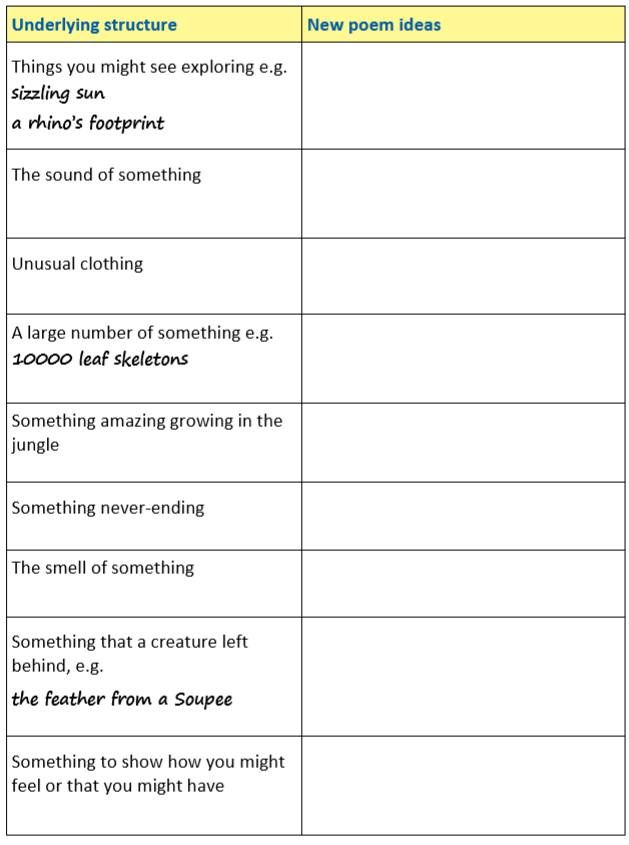 Underlying structure
New poem ideas
Things you might see exploring e.g.
sizzling sun
a rhino's footprint
The sound of something
Unusual clothing
A large number of something e.g.
10000 leaf skeletons
Something amazing growing in the
jungle
Something never-ending
The smell of something
Something that a creature left
behind, e.g.
the feather from a Soupee
Something to show how you might
feel or that you might have